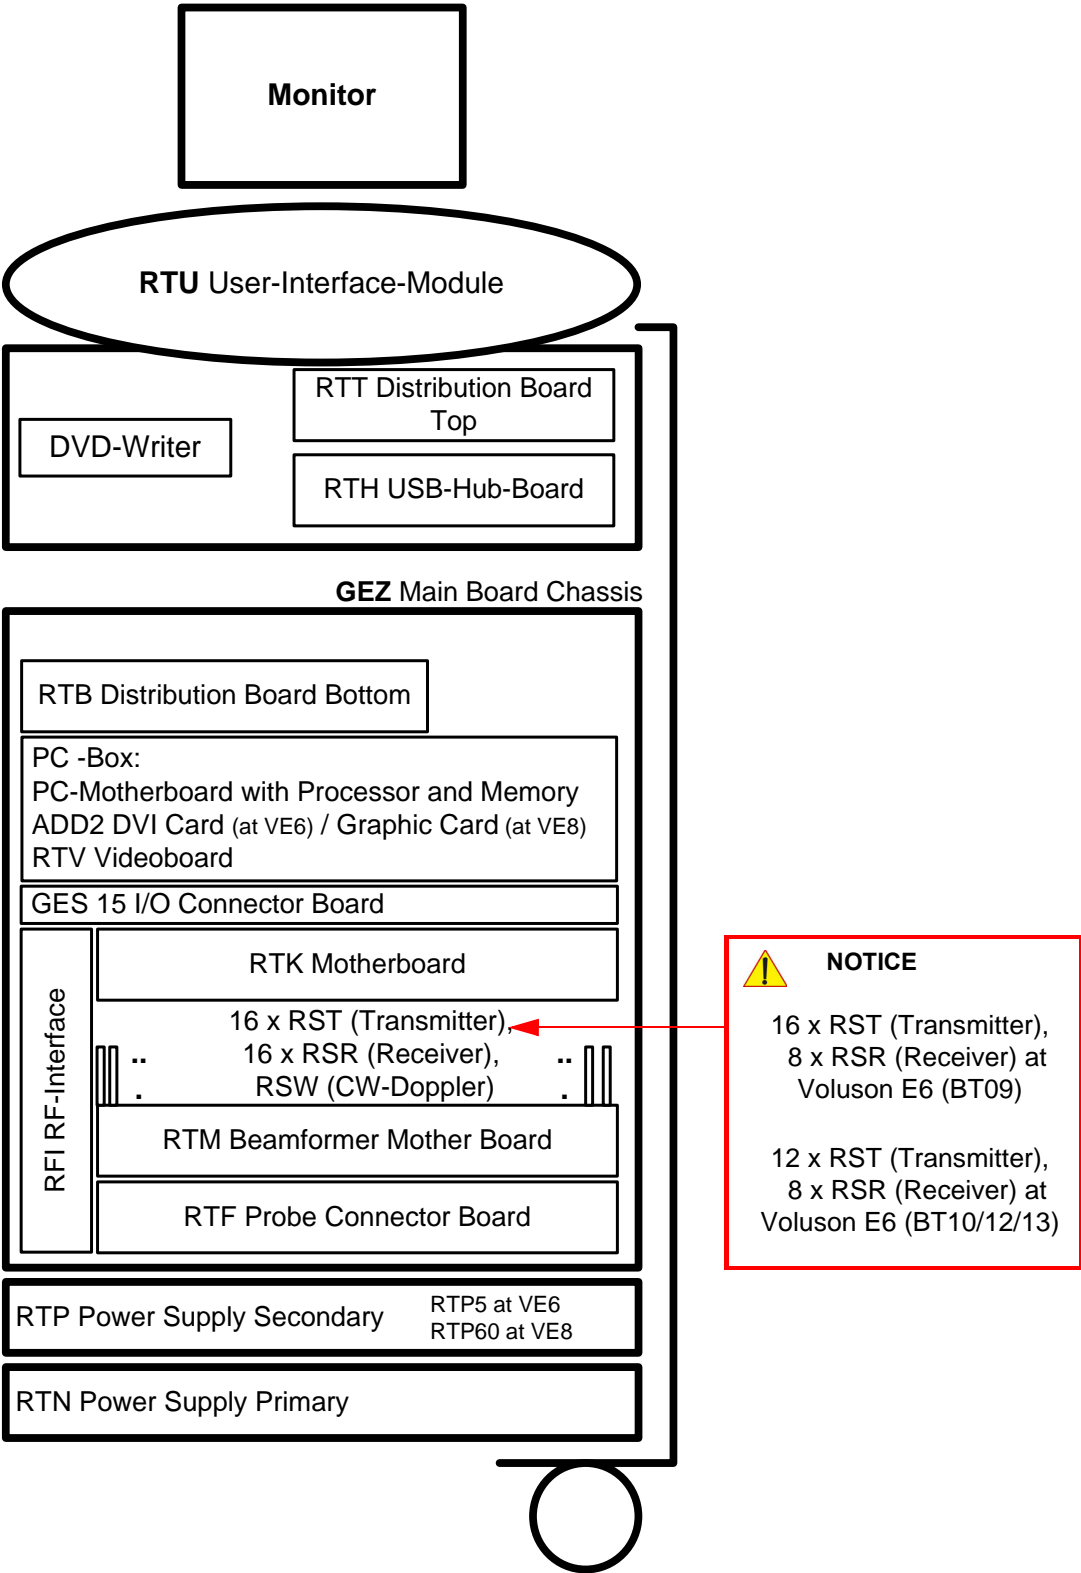 Monitor
RTU User-Interface-Module
RTT Distribution Board
Top
DVD-Writer
RTH USB-Hub-Board
GEZ Main Board Chassis
RTB Distribution Board Bottom
PC -Box:
PC-Motherboard with Processor and Memory
ADD2 DVI Card (at VE6) / Graphic Card (at VE8)
RTV Videoboard
GES 15 I/O Connector Board
RFI RF-Interface
RTK Motherboard
16 x RST (Transmitter),
.. 16 x RSR (Receiver), ..
. RSW (CW-Doppler) .
RTM Beamformer Mother Board
RTF Probe Connector Board
NOTICE
16 x RST (Transmitter),
8 x RSR (Receiver) at
Voluson E6 (BT09)
12 x RST (Transmitter),
8 x RSR (Receiver) at
Voluson E6 (BT10/12/13)
RTP Power Supply Secondary
RTP5 at VE6
RTP60 at VE8
RTN Power Supply Primary